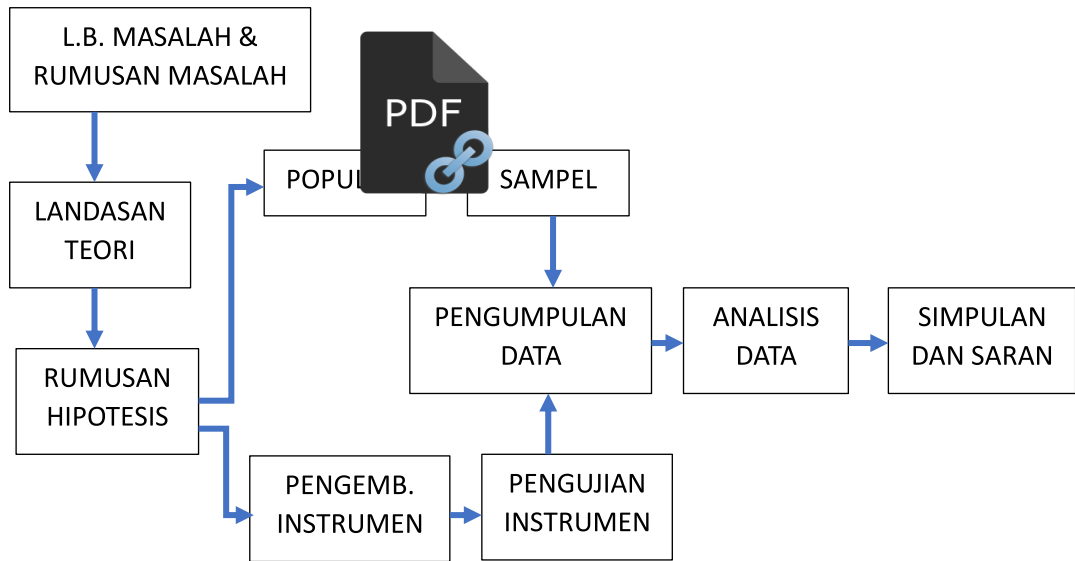 L.B. MASALAH &
RUMUSAN MASALAH
PDF
SAMPEL
LANDASAN
TEORI
PENGUMPULAN
DATA
ANALISIS
DATA
SIMPULAN
DAN SARAN
RUMUSAN
HIPOTESIS
PENGEMB.
INSTRUMEN
PENGUJIAN
INSTRUMEN